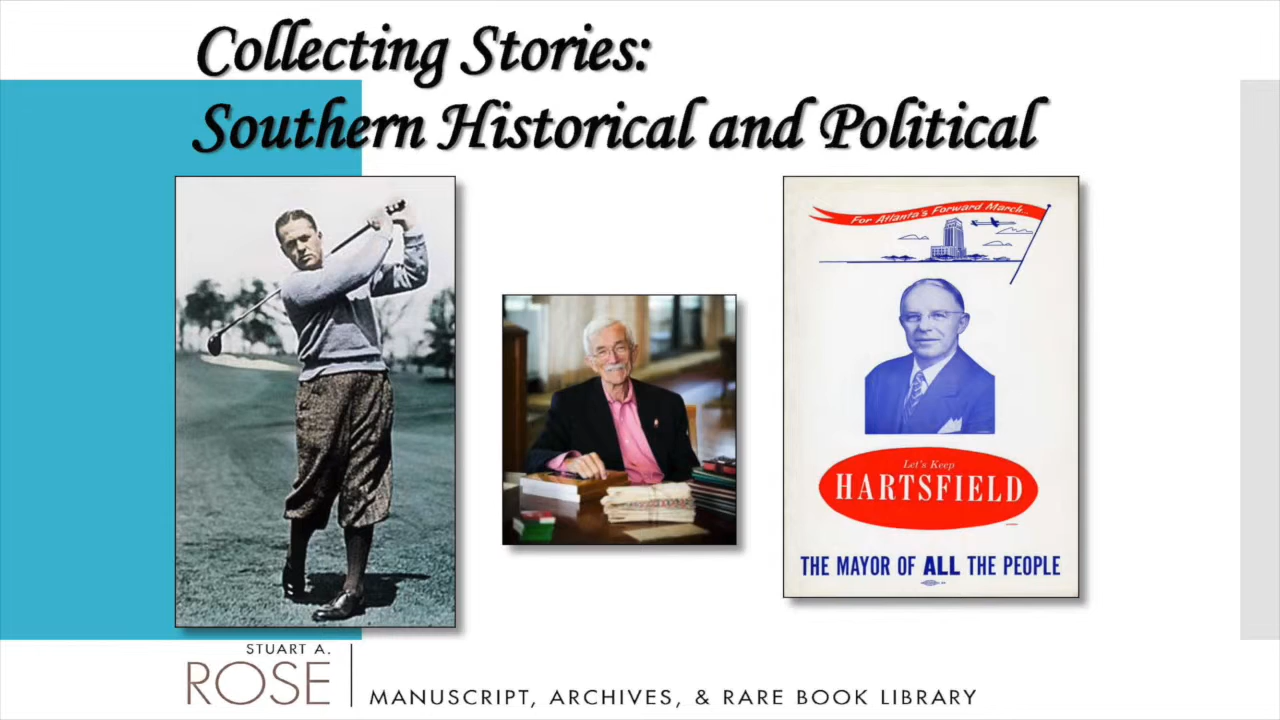 Collecting Stories:
Southern Historical and Political
For Atlanta's Forward March...
Let's Keep
HARTSFIELD
THE MAYOR OF ALL THE PEOPLE
STUART A.
ROSE
MANUSCRIPT, ARCHIVES, & RARE BOOK LIBRARY